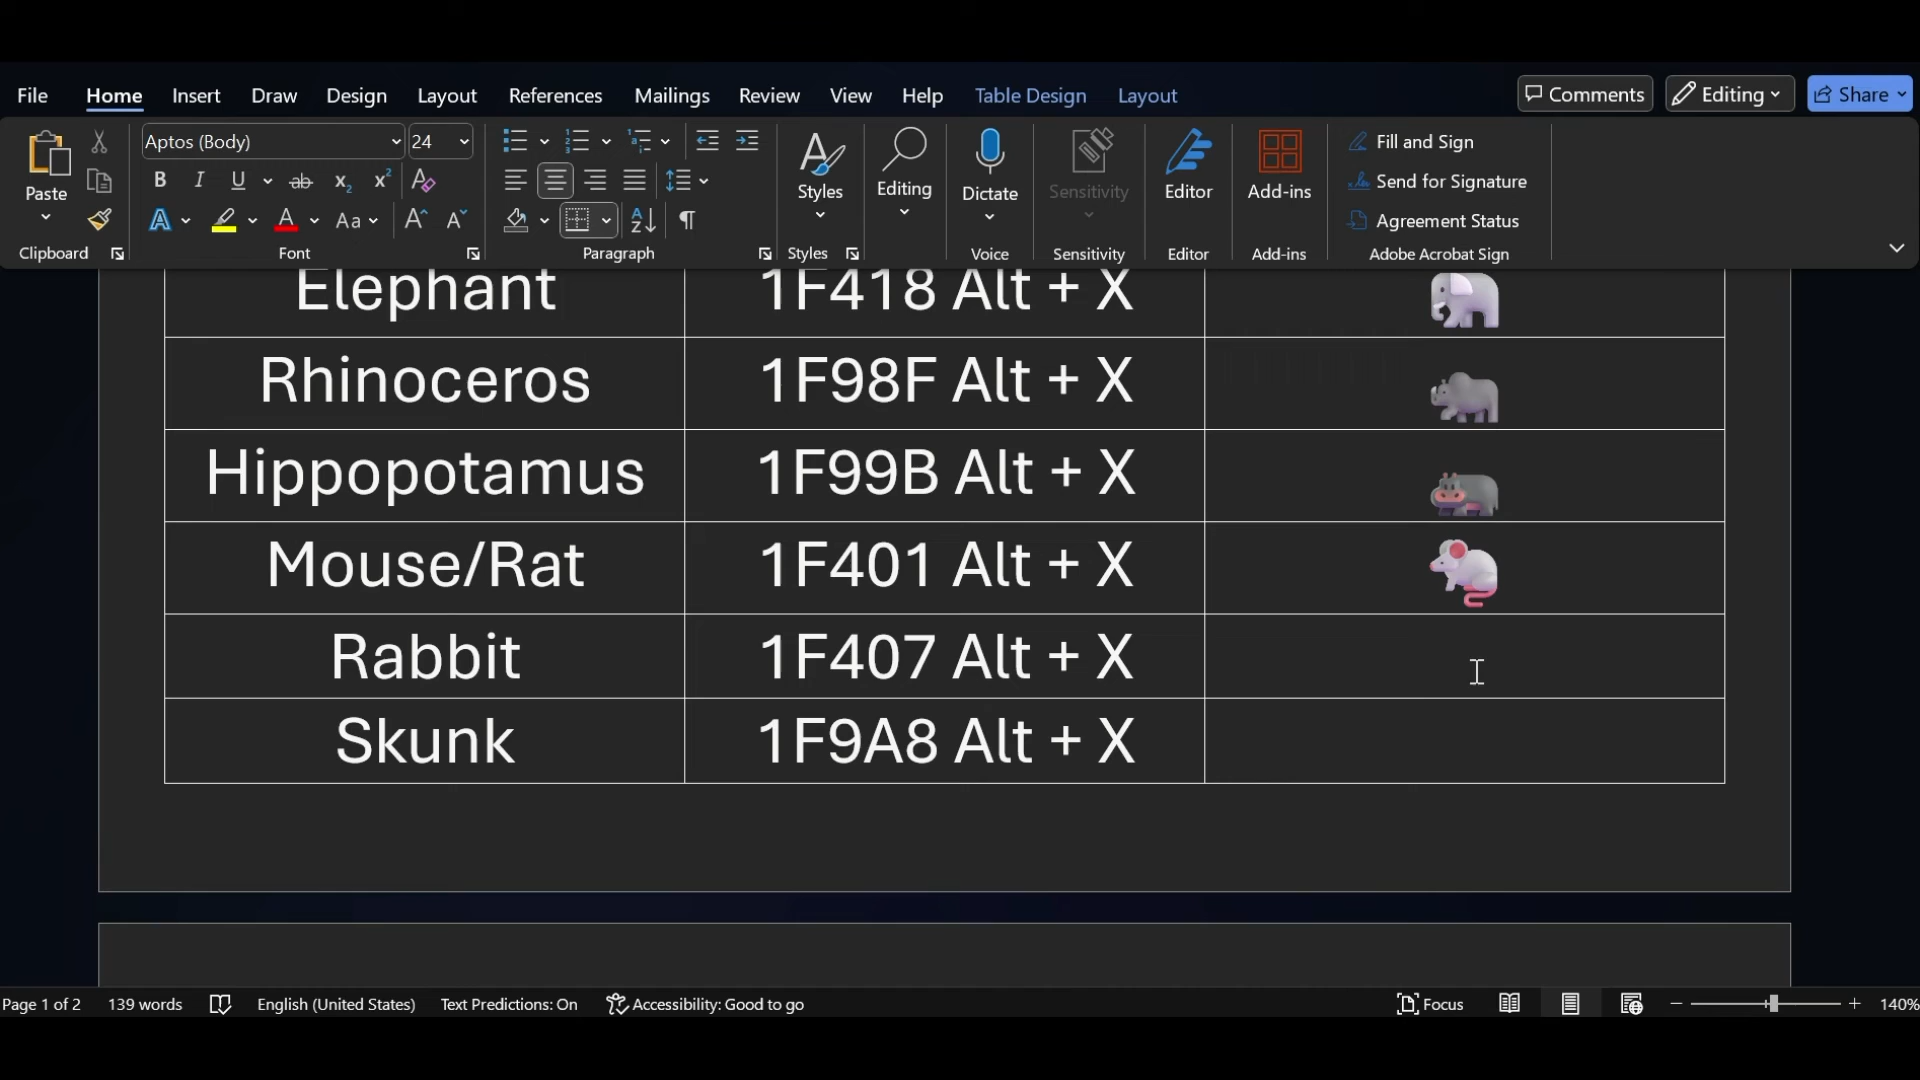 File Home Insert Draw Design Layout References Mailings Review View Help Table Design Layout Comments Editing Share
Aptos (Body) 24
Fill and Sign
Paste Styles Editing Dictate Sensitivity Editor Add-ins Send for Signature
B I U ab x₂ x²
A A Aa A A ¶ Agreement Status
Clipboard Font Paragraph Styles Voice Sensitivity Editor Add-ins Adobe Acrobat Sign
Elephant 1F418 Alt + X
Rhinoceros 1F98F Alt + X
Hippopotamus 1F99B Alt + X
Mouse/Rat 1F401 Alt + X
Rabbit 1F407 Alt + X
Skunk 1F9A8 Alt + X
Page 1 of 2 139 words English (United States) Text Predictions: On Accessibility: Good to go Focus 140%